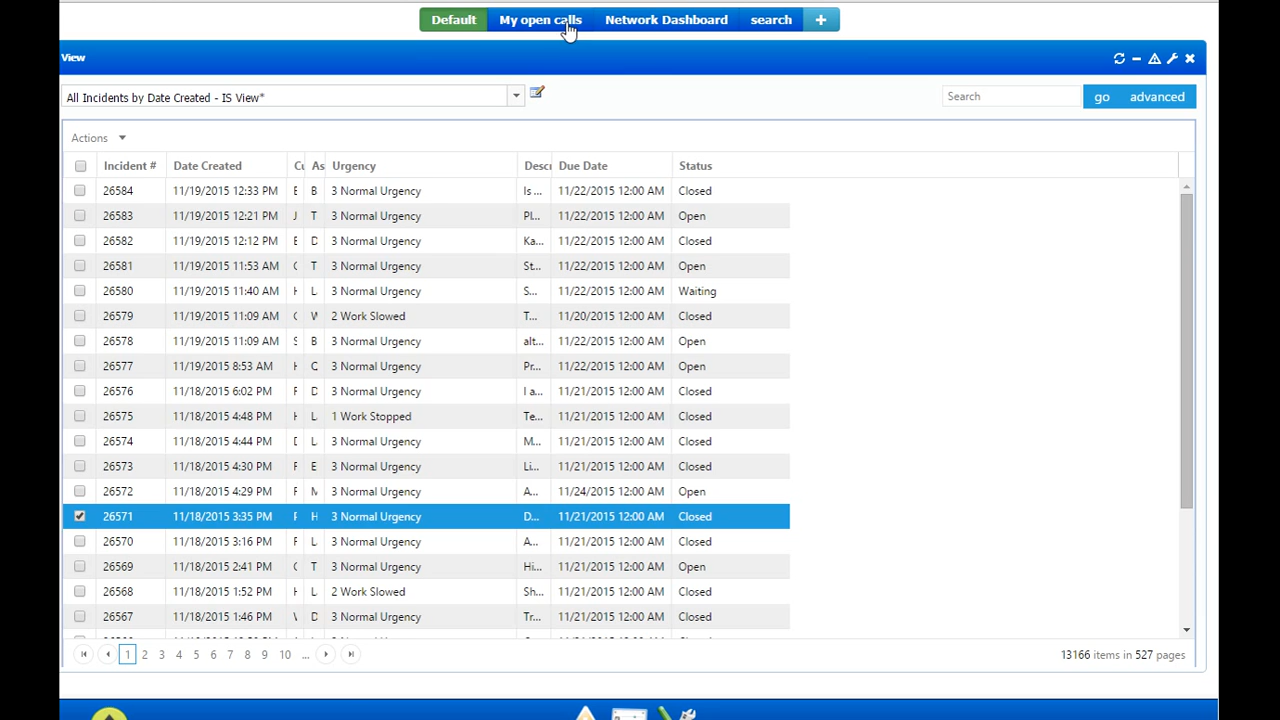 Default My open calls Network Dashboard search +
View
All Incidents by Date Created - IS View*
Search go advanced
Actions
Incident # Date Created Cu As Urgency Descr Due Date Status
26584 11/19/2015 12:33 PM E B 3 Normal Urgency Is ... 11/22/2015 12:00 AM Closed
26583 11/19/2015 12:21 PM J T 3 Normal Urgency Pl... 11/22/2015 12:00 AM Open
26582 11/19/2015 12:12 PM E D 3 Normal Urgency Ka... 11/22/2015 12:00 AM Closed
26581 11/19/2015 11:53 AM C T 3 Normal Urgency St... 11/22/2015 12:00 AM Open
26580 11/19/2015 11:40 AM H L 3 Normal Urgency S... 11/22/2015 12:00 AM Waiting
26579 11/19/2015 11:09 AM C W 2 Work Slowed T... 11/20/2015 12:00 AM Closed
26578 11/19/2015 11:09 AM S B 3 Normal Urgency alt... 11/22/2015 12:00 AM Open
26577 11/19/2015 8:53 AM H C 3 Normal Urgency Pr... 11/22/2015 12:00 AM Open
26576 11/18/2015 6:02 PM F D 3 Normal Urgency I a... 11/21/2015 12:00 AM Closed
26575 11/18/2015 4:48 PM H L 1 Work Stopped Te... 11/21/2015 12:00 AM Closed
26574 11/18/2015 4:44 PM D L 3 Normal Urgency M... 11/21/2015 12:00 AM Closed
26573 11/18/2015 4:30 PM F E 3 Normal Urgency Li... 11/21/2015 12:00 AM Closed
26572 11/18/2015 4:29 PM F M 3 Normal Urgency A... 11/24/2015 12:00 AM Open
26571 11/18/2015 3:35 PM F H 3 Normal Urgency D... 11/21/2015 12:00 AM Closed
26570 11/18/2015 3:16 PM F L 3 Normal Urgency A... 11/21/2015 12:00 AM Closed
26569 11/18/2015 2:41 PM C T 3 Normal Urgency Hi... 11/21/2015 12:00 AM Open
26568 11/18/2015 1:52 PM H L 2 Work Slowed Sh... 11/21/2015 12:00 AM Closed
26567 11/18/2015 1:46 PM V D 3 Normal Urgency Tr... 11/21/2015 12:00 AM Closed
1 2 3 4 5 6 7 8 9 10 ... 13166 items in 527 pages